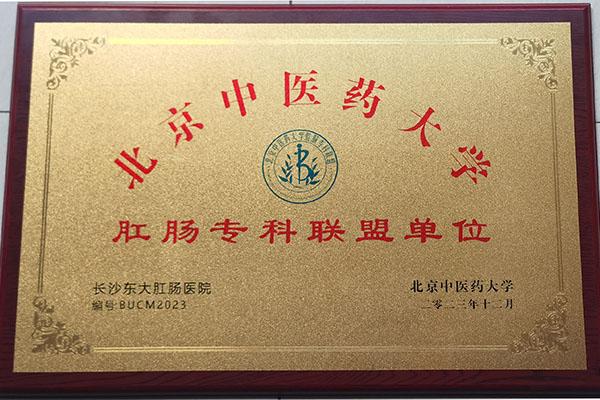 北京中医药大学
肛肠专科联盟单位
长沙东大肛肠医院
编号:BUCM2023
北京中医药大学
二零二三年十二月